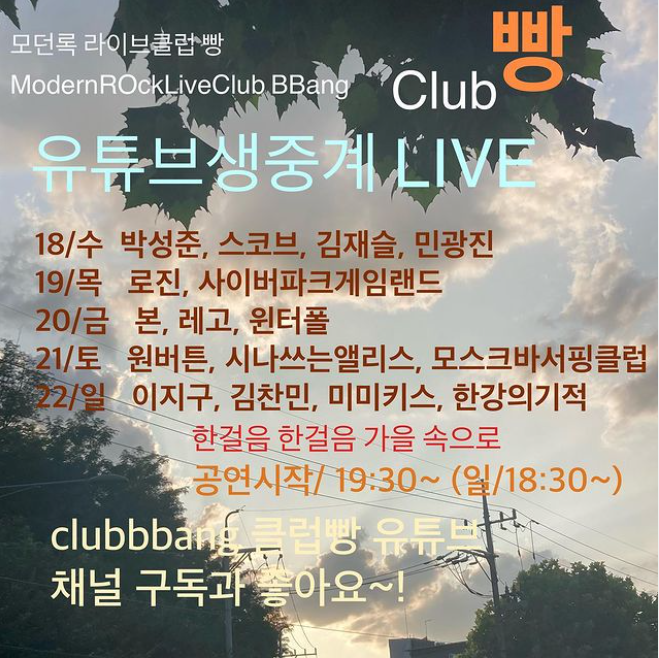 모던록 라이브클럽 빵
ModernROckLiveClub BBang
Club 빵
유튜브생중계 LIVE
18/수 박성준, 스코브, 김재슬, 민광진
19/목 로진, 사이버파크게임랜드
20/금 본, 레고, 윈터폴
21/토 원버튼, 시나쓰는앨리스, 모스크바서핑클럽
22/일 이지구, 김찬민, 미미키스, 한강의기적
한걸음 한걸음 가을 속으로
공연시작/ 19:30~ (일/18:30~)
clubbbang 클럽빵 유튜브
채널 구독과 좋아요~!